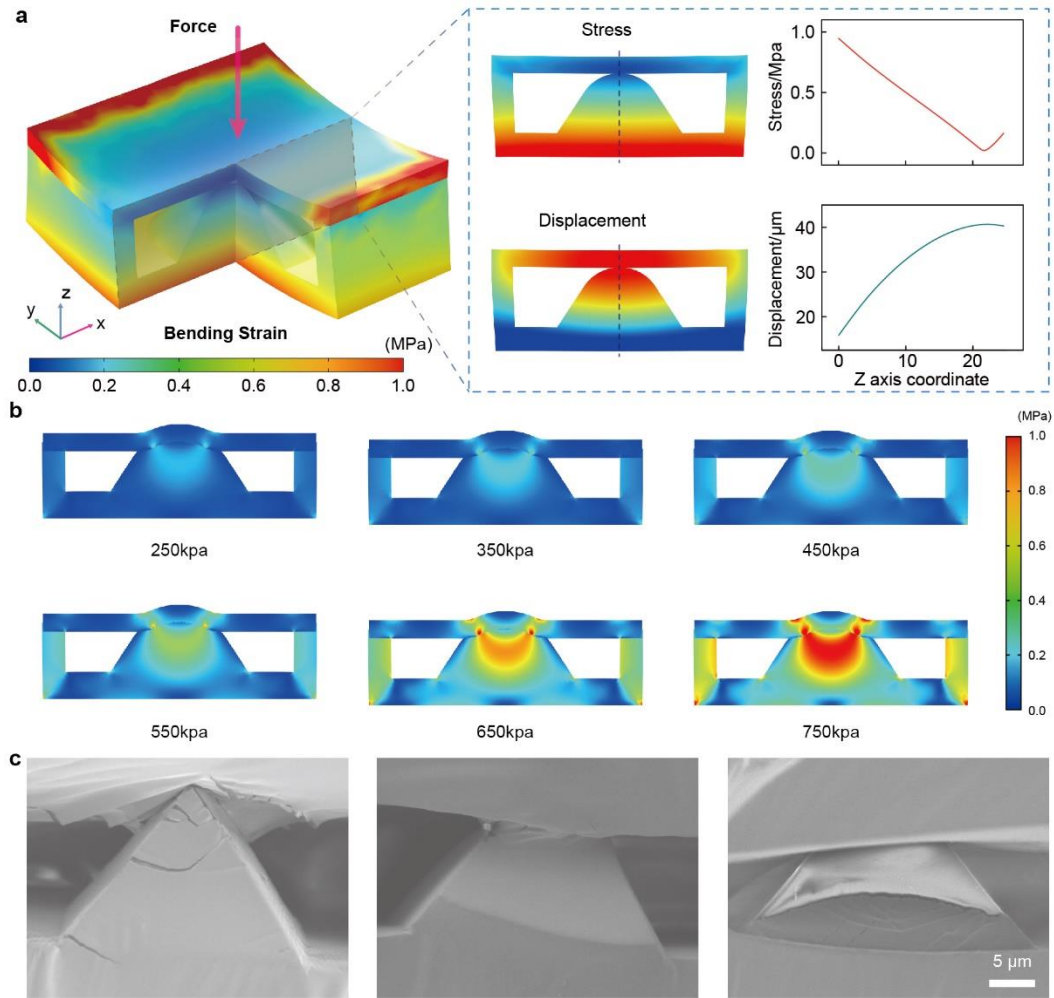 a
Force
Stress
Stress/Mpa
1.0
0.5
0.0
Displacement
Displacement/μm
40
30
20
0
10
20
Z axis coordinate
z
y
x
Bending Strain
(MPa)
0.0
0.2
0.4
0.6
0.8
1.0
b
250kpa
350kpa
450kpa
(MPa)
1.0
0.8
0.6
0.4
0.2
0.0
550kpa
650kpa
750kpa
c
5 μm